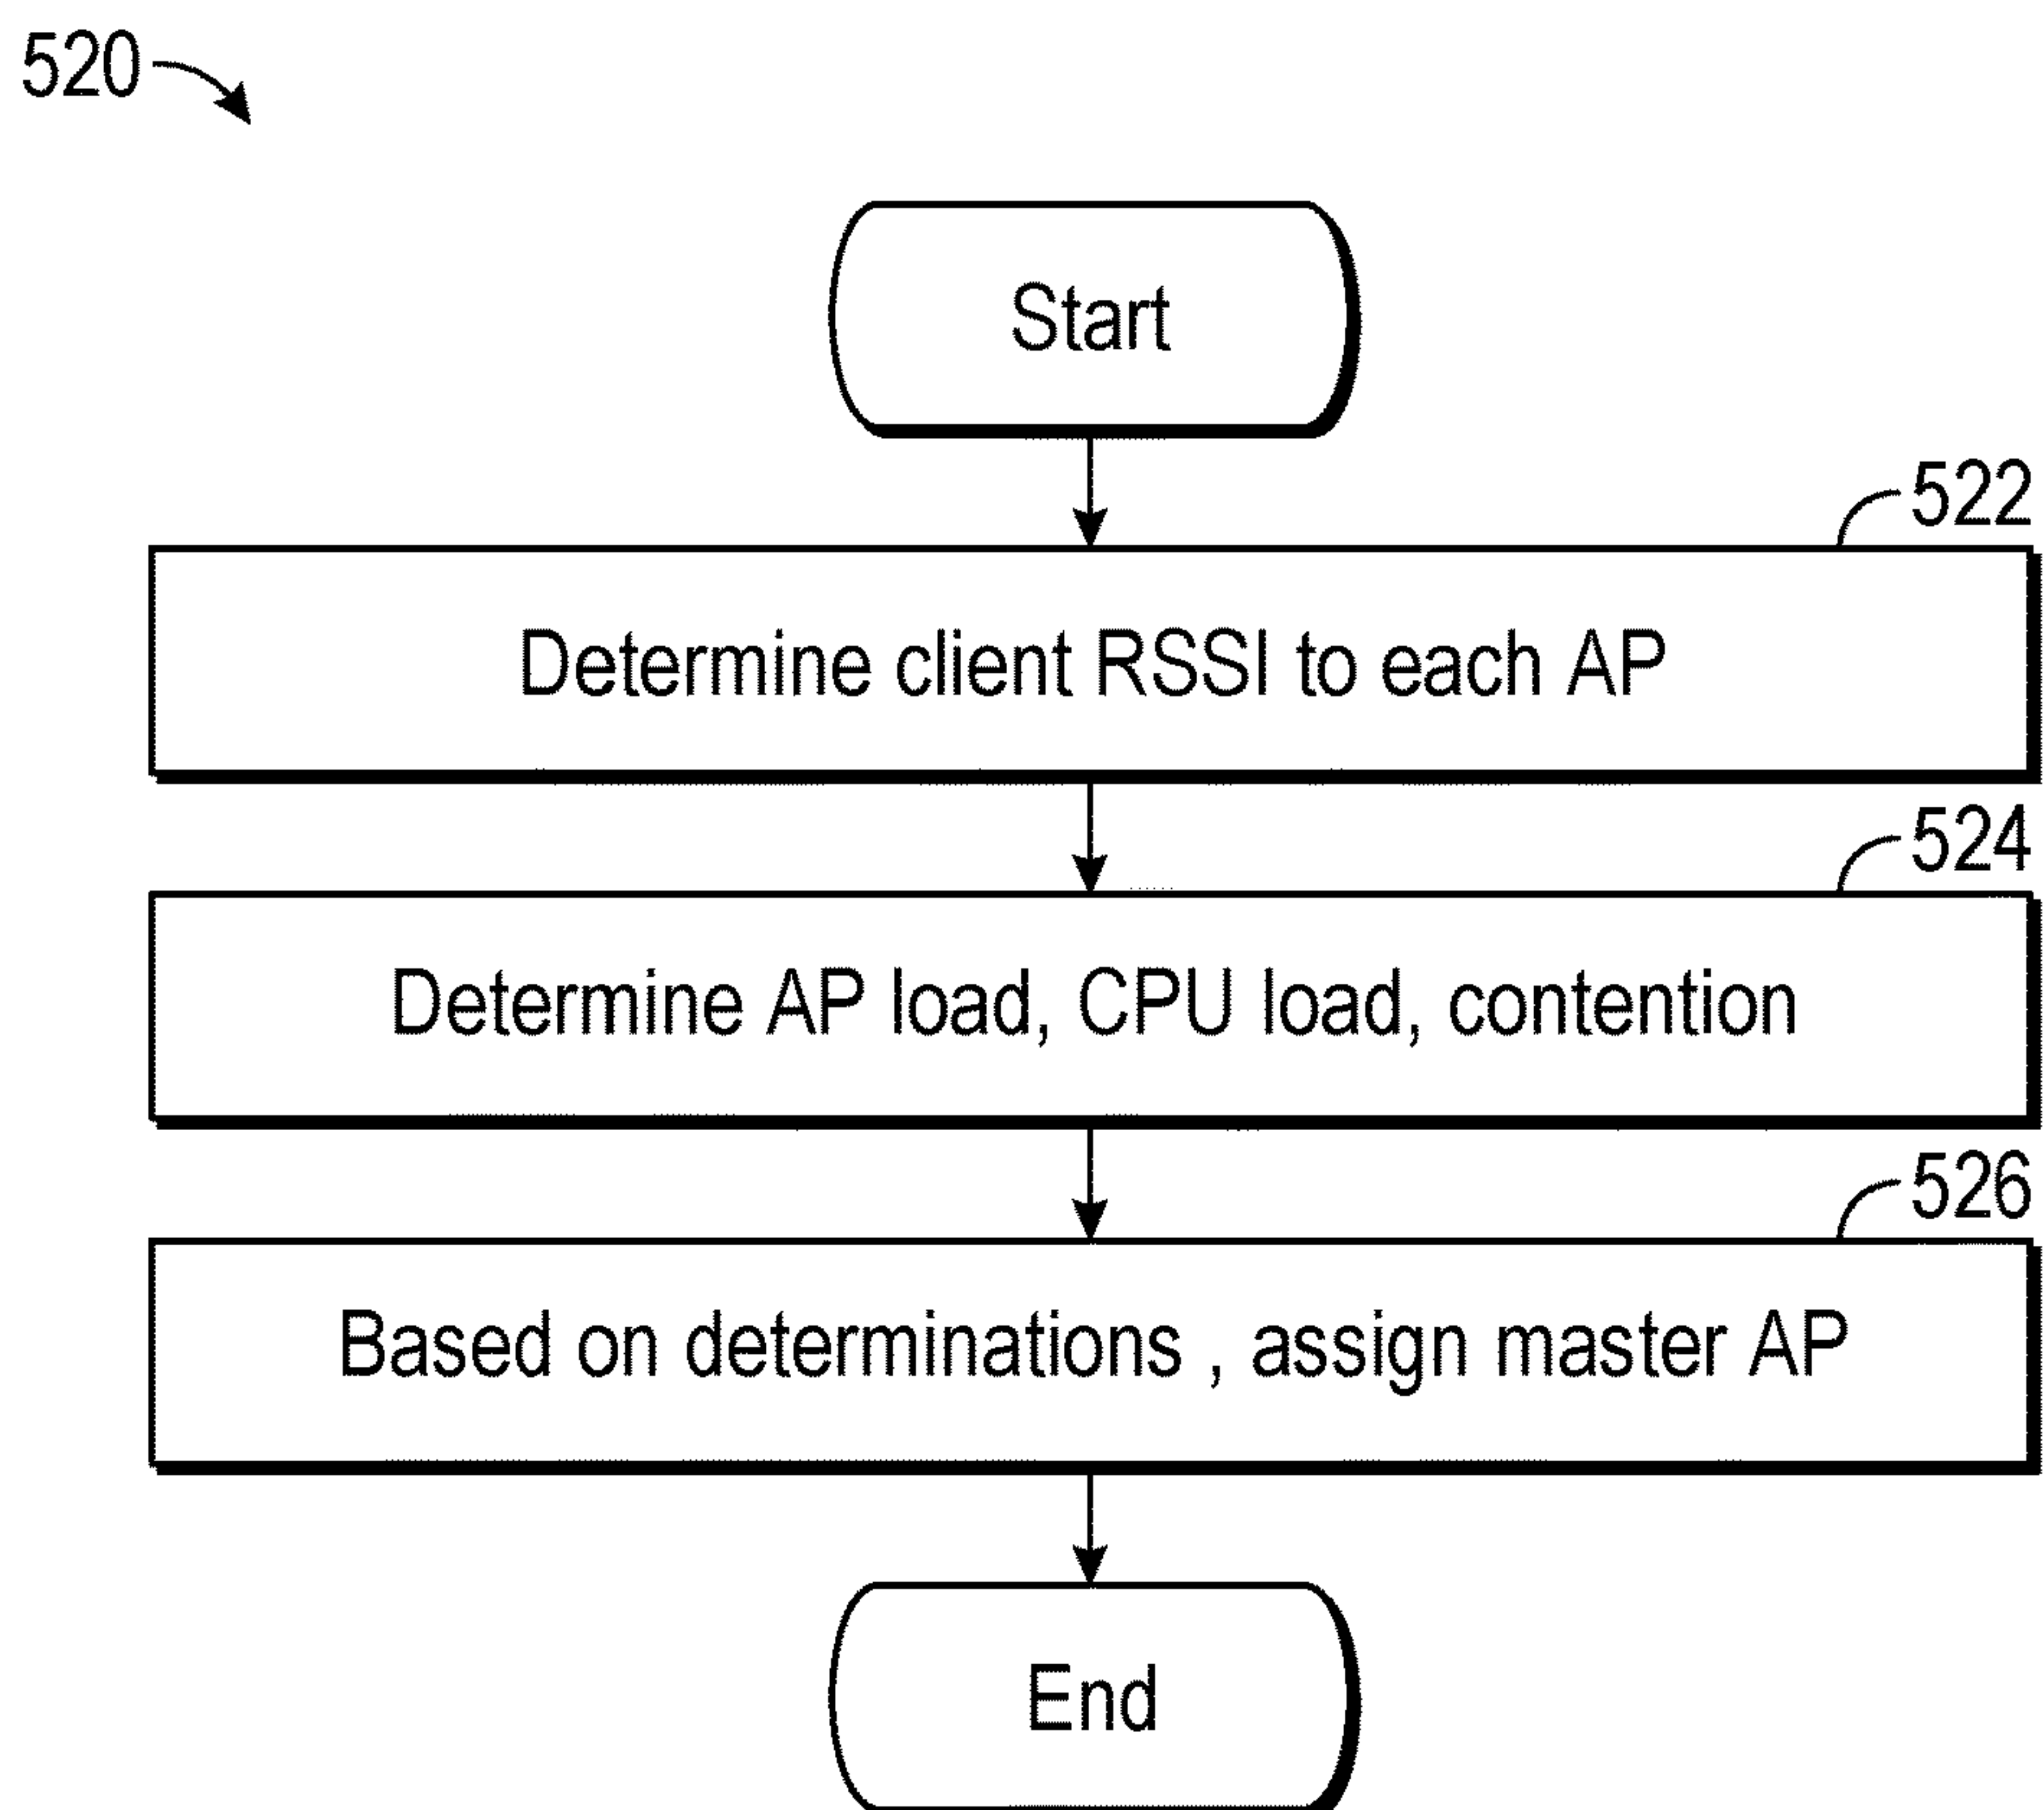 520
Start
522
Determine client RSSI to each AP
524
Determine AP load, CPU load, contention
526
Based on determinations , assign master AP
End